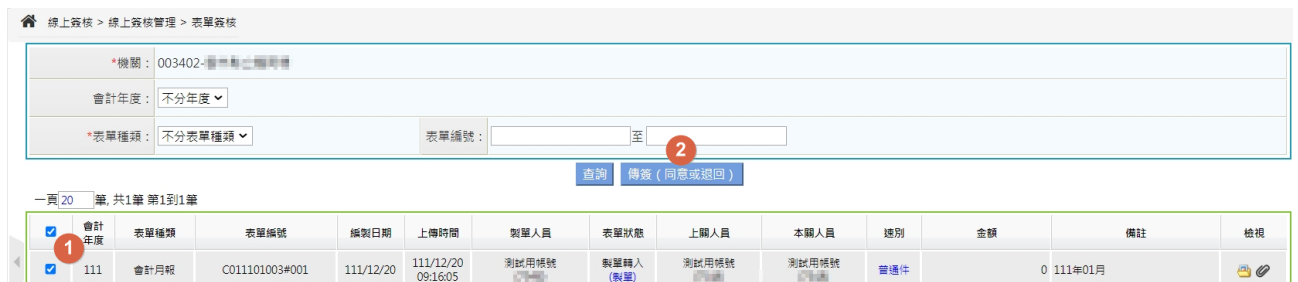 線上簽核 > 線上簽核管理 > 表單簽核
*機關： 003402-
會計年度： 不分年度
*表單種類： 不分表單種類 表單編號： 至
2
查詢 傳簽(同意或退回)
一頁 20 筆, 共1筆 第1到1筆
會計年度 表單種類 表單編號 編製日期 上傳時間 製單人員 表單狀態 上關人員 本關人員 速別 金額 備註 檢視
1
111 會計月報 C011101003#001 111/12/20 111/12/20 09:16:05 測試用帳號 製單轉入 (製單) 測試用帳號 測試用帳號 普通件 0 111年01月